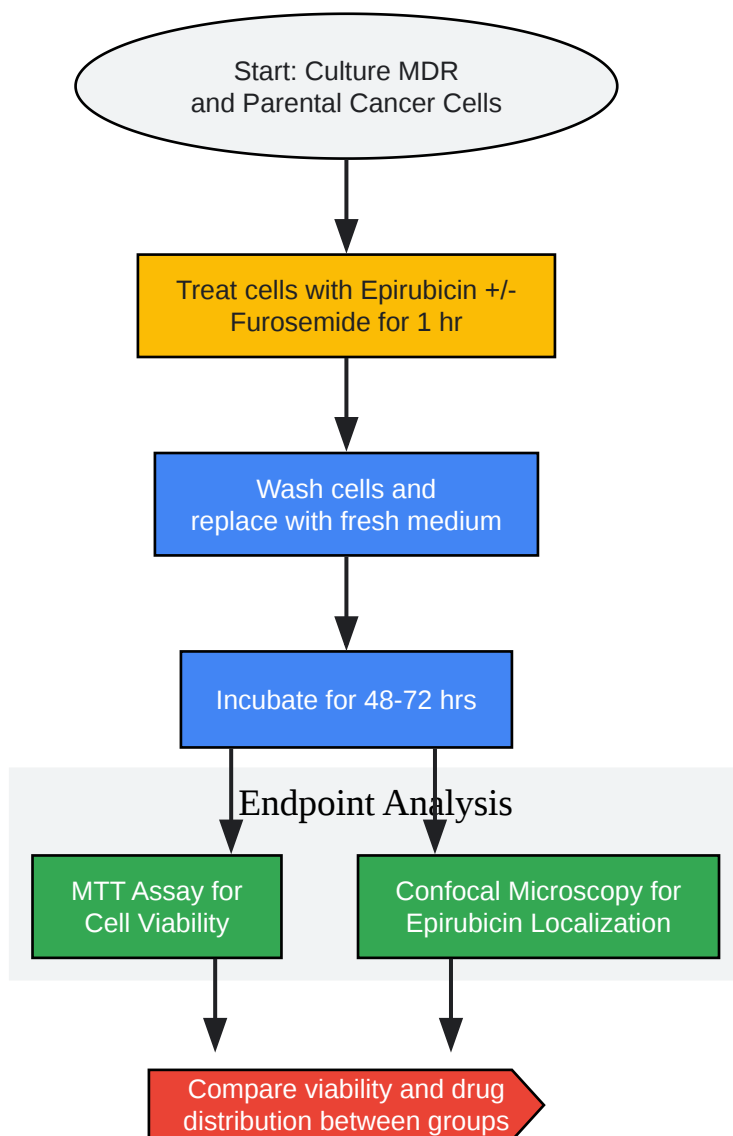 Start: Culture MDR
and Parental Cancer Cells
Treat cells with Epirubicin +/-
Furosemide for 1 hr
Wash cells and
replace with fresh medium
Incubate for 48-72 hrs
Endpoint Analysis
MTT Assay for
Cell Viability
Confocal Microscopy for
Epirubicin Localization
Compare viability and drug
distribution between groups